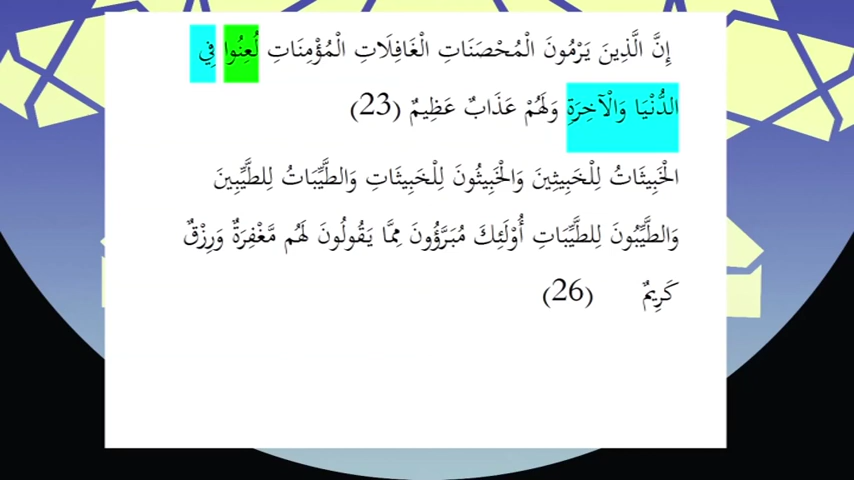 إِنَّ الَّذِينَ يَرْمُونَ الْمُحْصَنَاتِ الْغَافِلَاتِ الْمُؤْمِنَاتِ لُعِنُوا فِي
الدُّنْيَا وَالْآخِرَةِ وَلَهُمْ عَذَابٌ عَظِيمٌ (23)
الْخَبِيثَاتُ لِلْخَبِيثِينَ وَالْخَبِيثُونَ لِلْخَبِيثَاتِ وَالطَّيِّبَاتُ لِلطَّيِّبِينَ
وَالطَّيِّبُونَ لِلطَّيِّبَاتِ أُوْلَئِكَ مُبَرَّؤُونَ مِمَّا يَقُولُونَ لَهُم مَّغْفِرَةٌ وَرِزْقٌ
كَرِيمٌ (26)